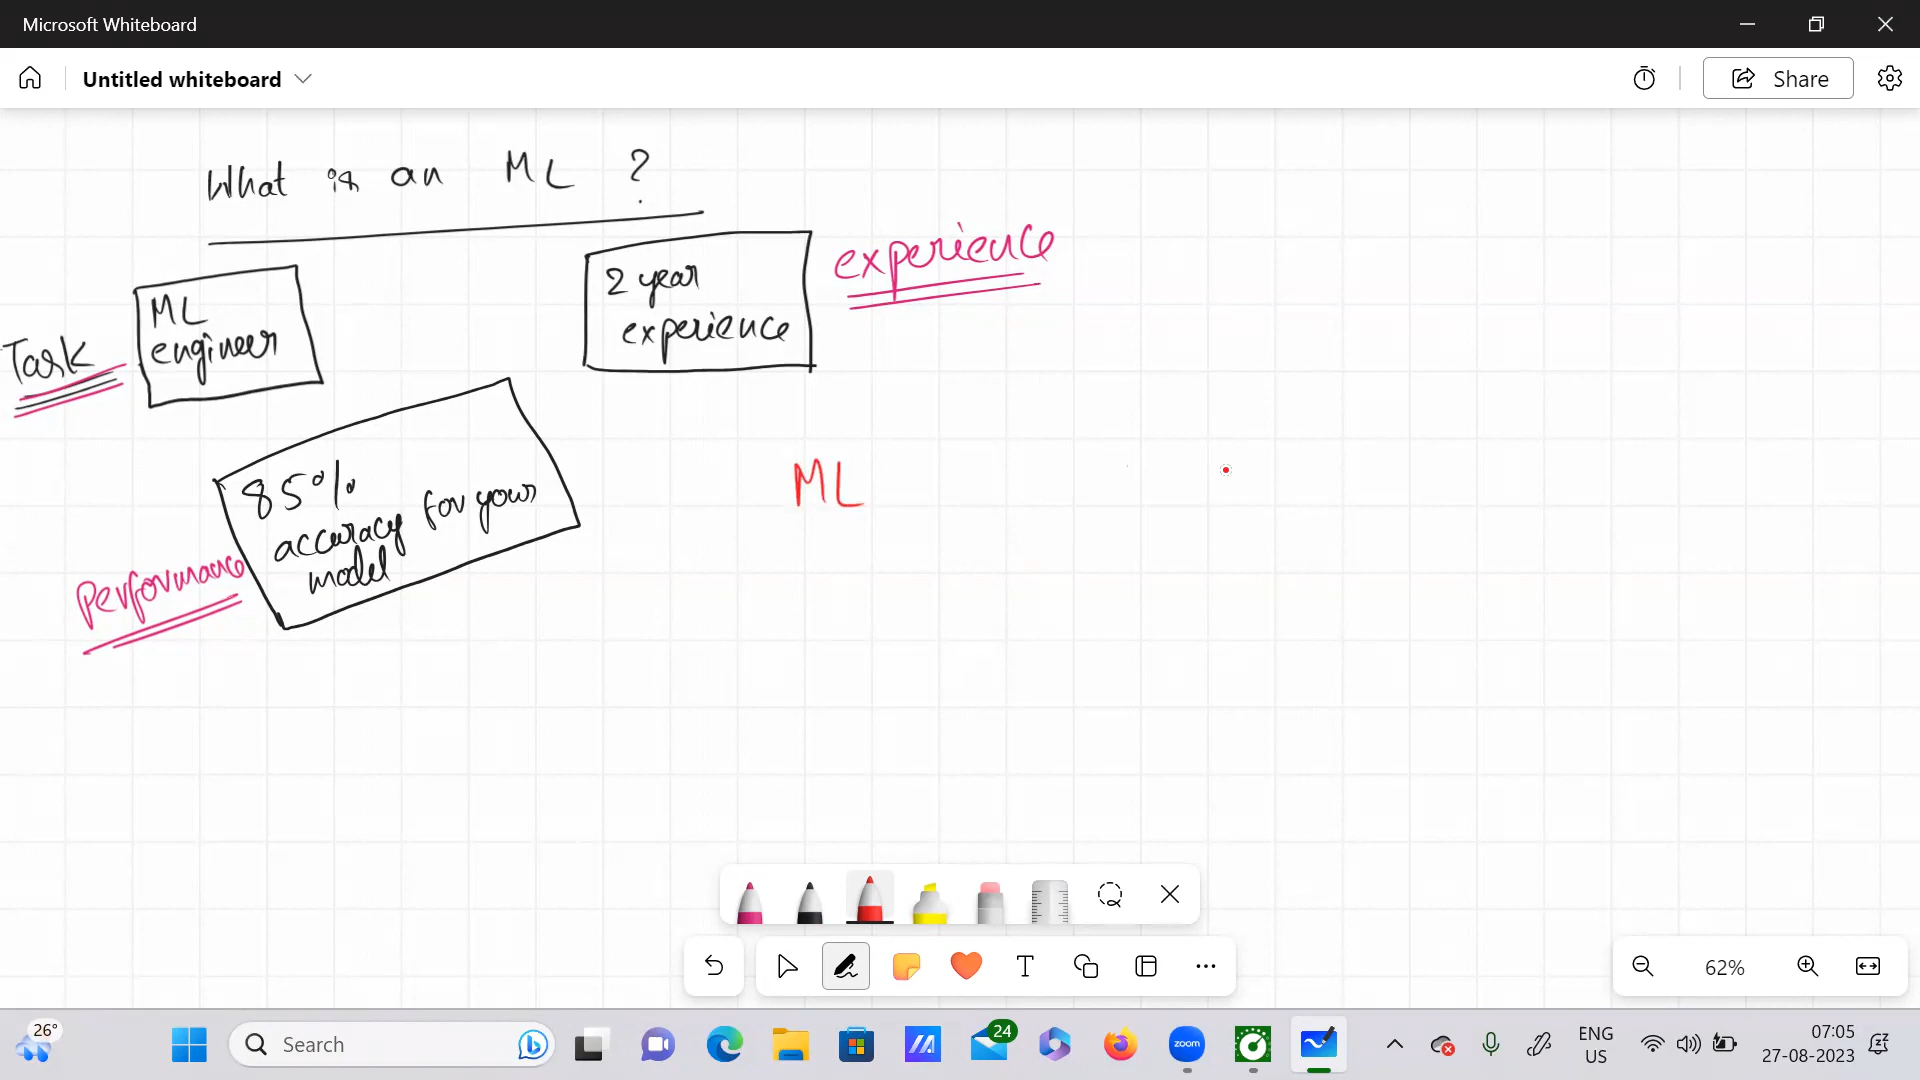 Microsoft Whiteboard
Untitled whiteboard
Share
What is an ML ?
experience
2 year
experience
ML
engineer
Task
85%
accuracy for your
model
Performance
ML
T
62%
26°
Search
24
zoom
ENG
US
07:05
27-08-2023